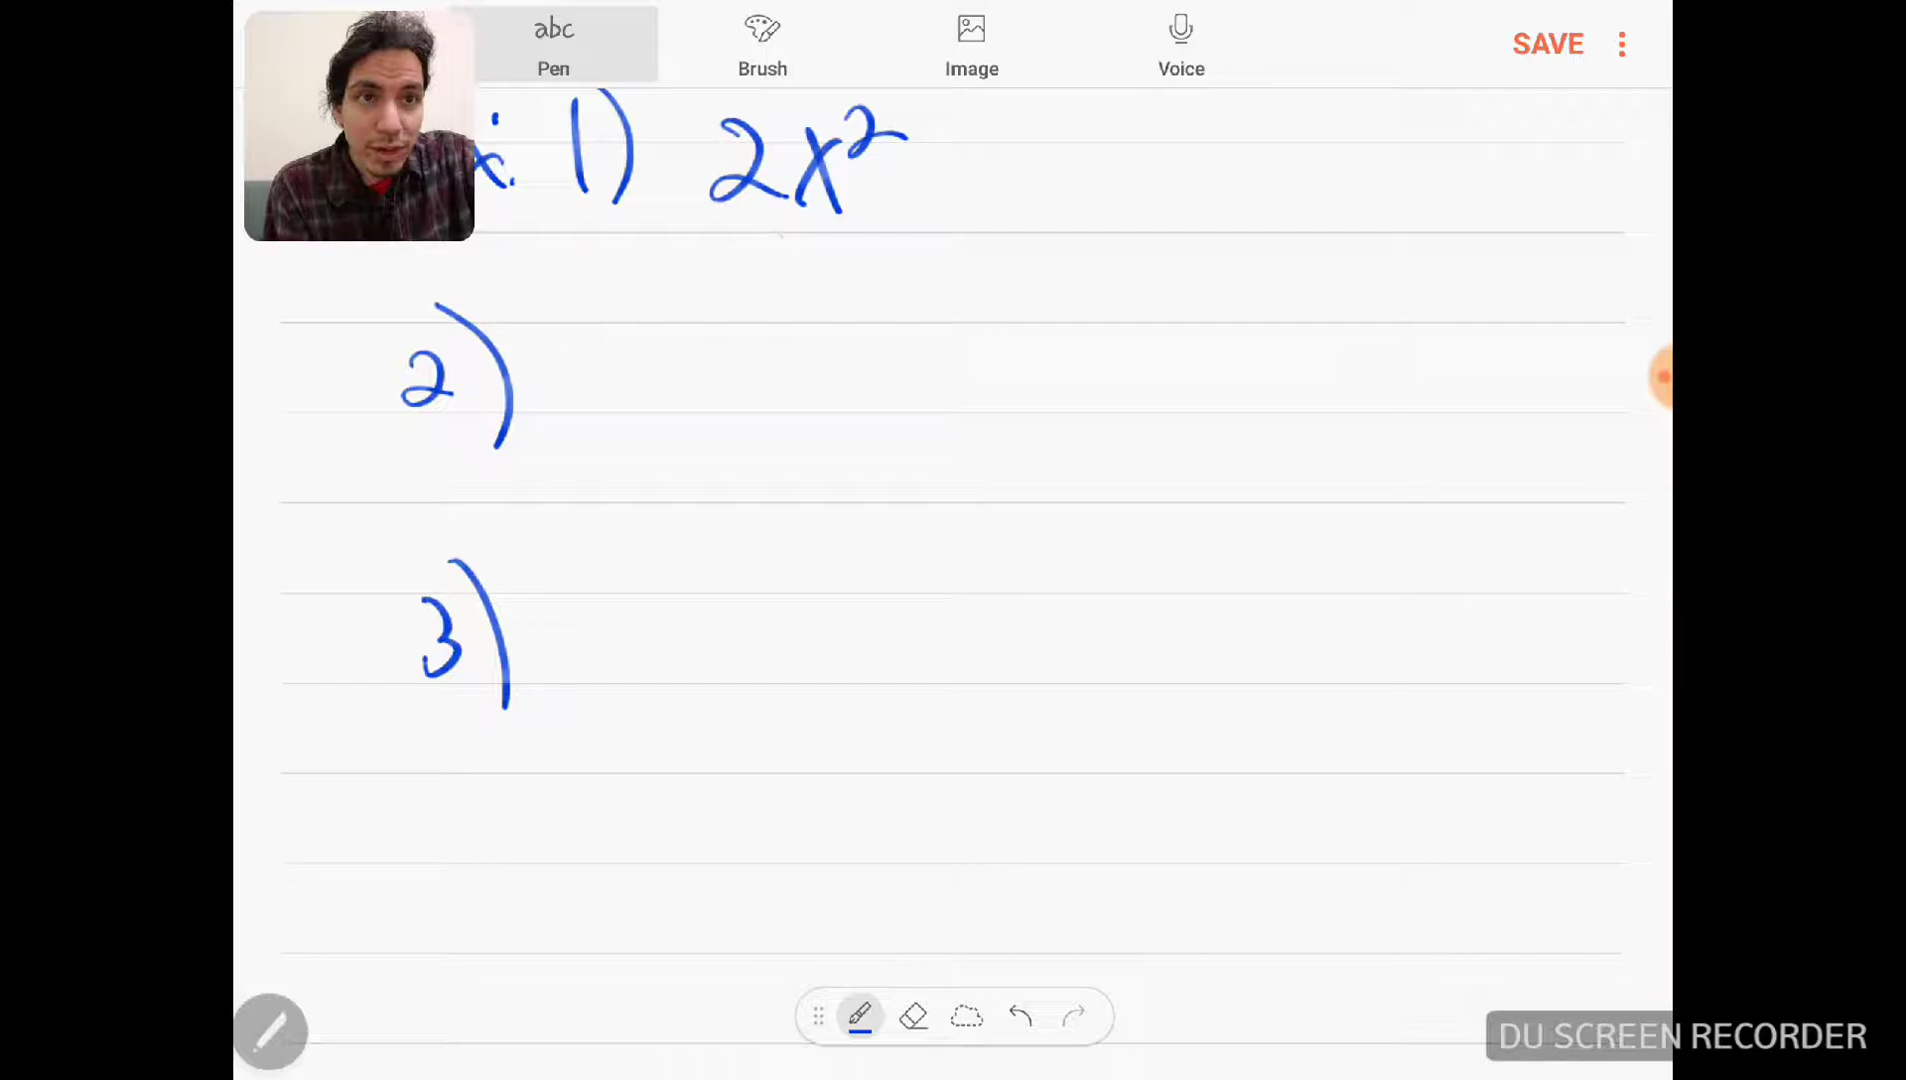 abc
Pen Brush Image Voice SAVE
x: 1) 2x²
2)
3)
DU SCREEN RECORDER